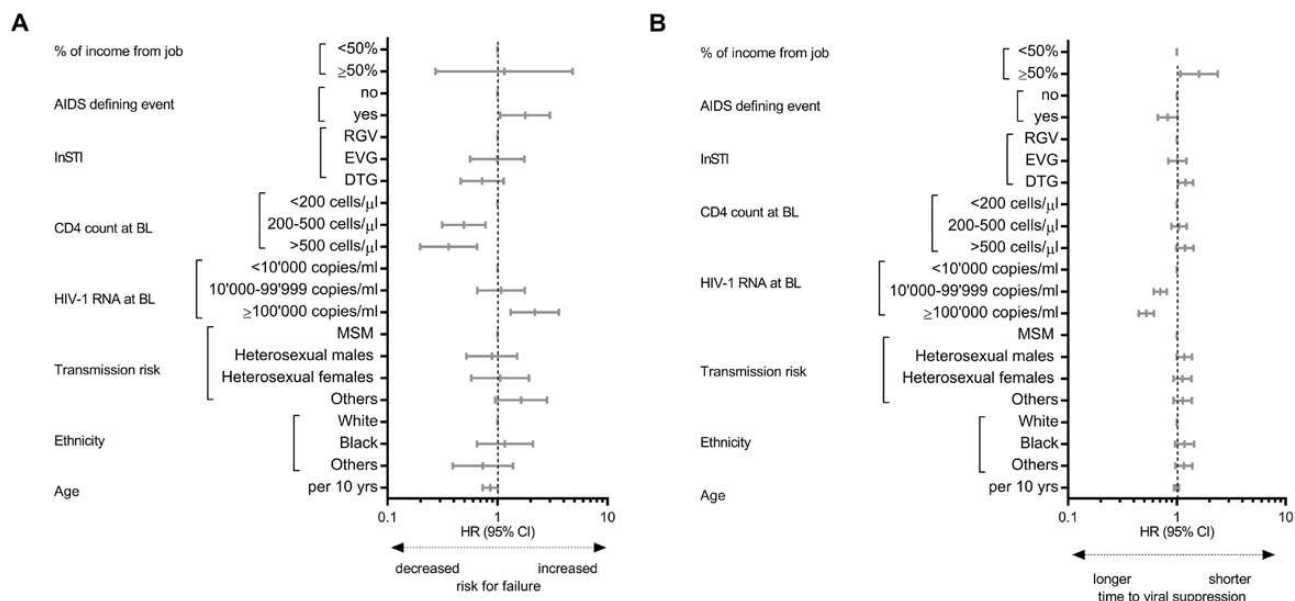 A
% of income from job
<50%
≥50%
AIDS defining event
no
yes
InSTI
RGV
EVG
DTG
CD4 count at BL
<200 cells/μl
200-500 cells/μl
>500 cells/μl
HIV-1 RNA at BL
<10'000 copies/ml
10'000-99'999 copies/ml
≥100'000 copies/ml
Transmission risk
MSM
Heterosexual males
Heterosexual females
Others
Ethnicity
White
Black
Others
Age
per 10 yrs
0.1 1 10
HR (95% CI)
decreased increased
risk for failure
B
% of income from job
<50%
≥50%
AIDS defining event
no
yes
InSTI
RGV
EVG
DTG
CD4 count at BL
<200 cells/μl
200-500 cells/μl
>500 cells/μl
HIV-1 RNA at BL
<10'000 copies/ml
10'000-99'999 copies/ml
≥100'000 copies/ml
Transmission risk
MSM
Heterosexual males
Heterosexual females
Others
Ethnicity
White
Black
Others
Age
per 10 yrs
0.1 1 10
HR (95% CI)
longer shorter
time to viral suppression